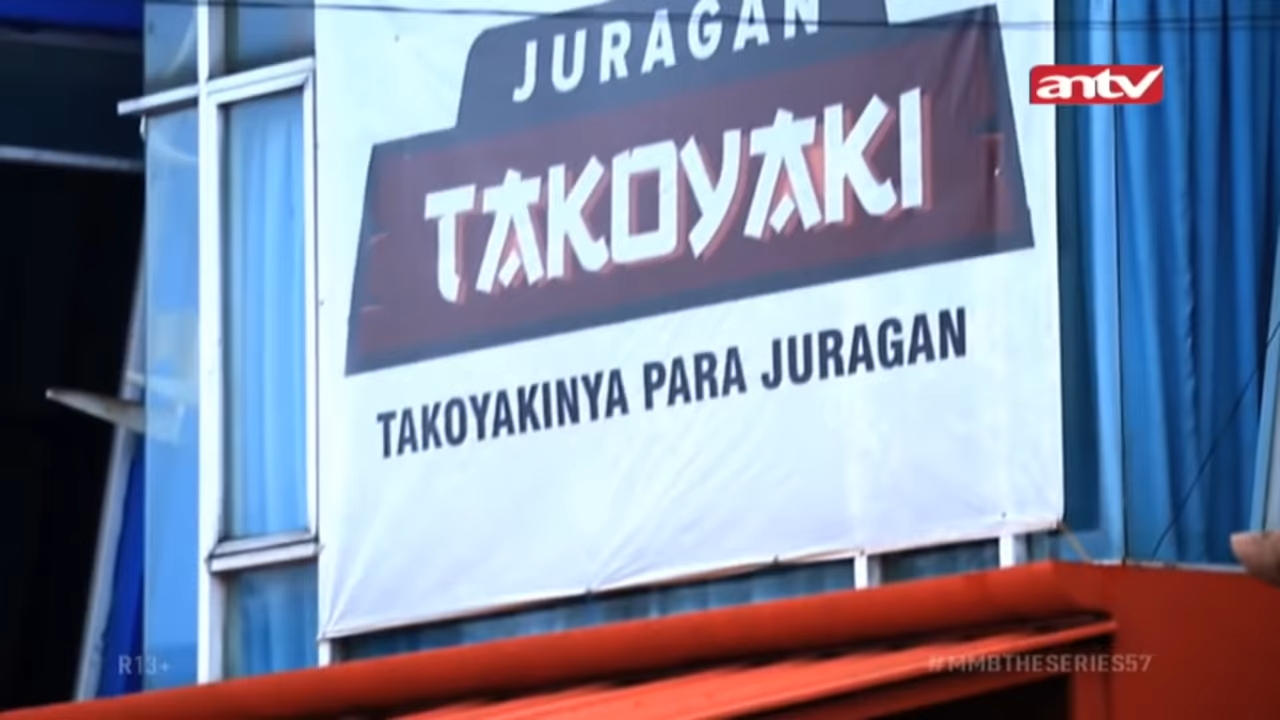 JURAGAN
antv
TAKOYAKI
TAKOYAKINYA PARA JURAGAN
R13+
#MMBTHESERIES57